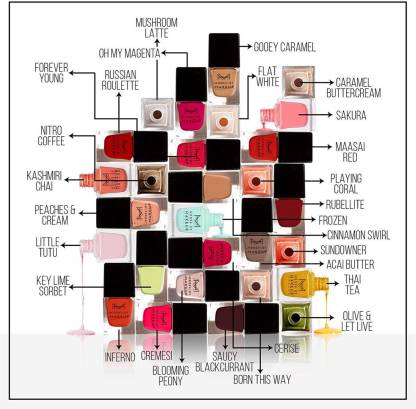 MUSHROOM
LATTE
OH MY MAGENTA
GOOEY CARAMEL
FOREVER
YOUNG
RUSSIAN
ROULETTE
FLAT
WHITE
CARAMEL
BUTTERCREAM
SAKURA
NITRO
COFFEE
MAASAI
RED
KASHMIRI
CHAI
PLAYING
CORAL
PEACHES &
CREAM
RUBELLITE
FROZEN
CINNAMON SWIRL
LITTLE
TUTU
SUNDOWNER
ACAI BUTTER
KEY LIME
SORBET
THAI
TEA
OLIVE &
LET LIVE
INFERNO
CREMESI
BLOOMING
PEONY
SAUCY
BLACKCURRANT
BORN THIS WAY
CERISE